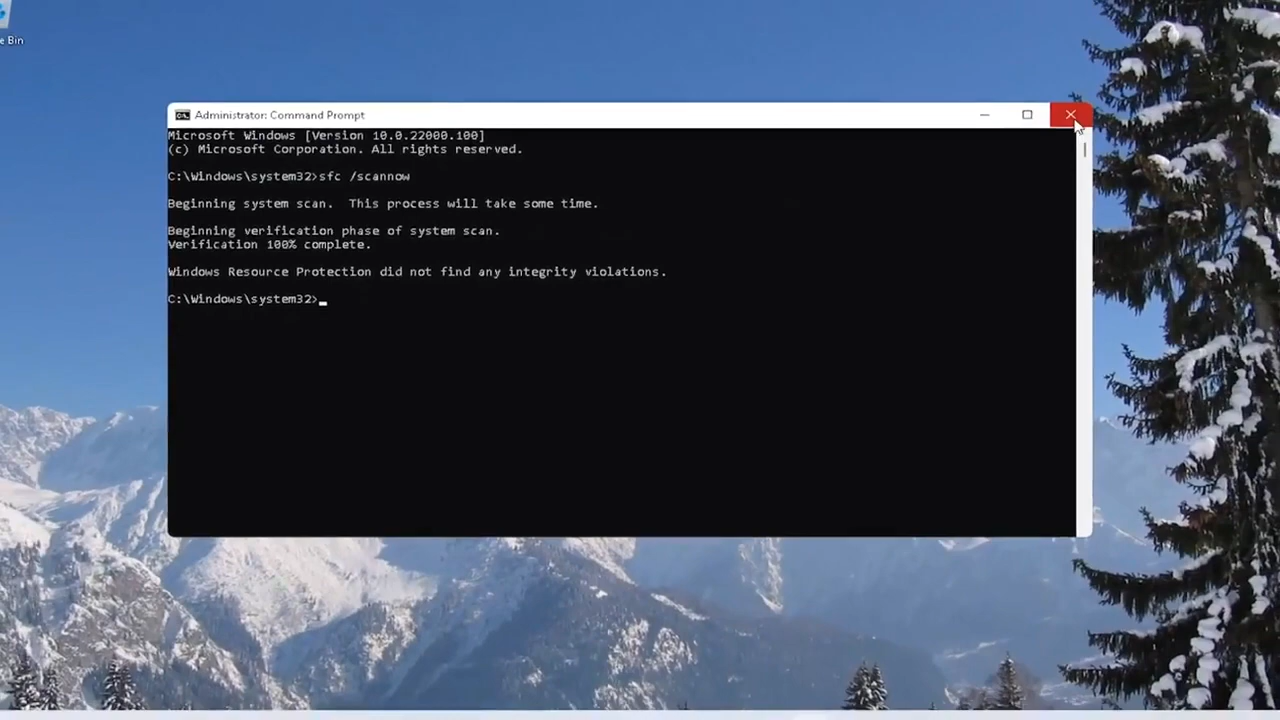 e Bin
Administrator: Command Prompt
Microsoft Windows [Version 10.0.22000.100]
(c) Microsoft Corporation. All rights reserved.
C:\Windows\system32>sfc /scannow
Beginning system scan.  This process will take some time.
Beginning verification phase of system scan.
Verification 100% complete.
Windows Resource Protection did not find any integrity violations.
C:\Windows\system32>